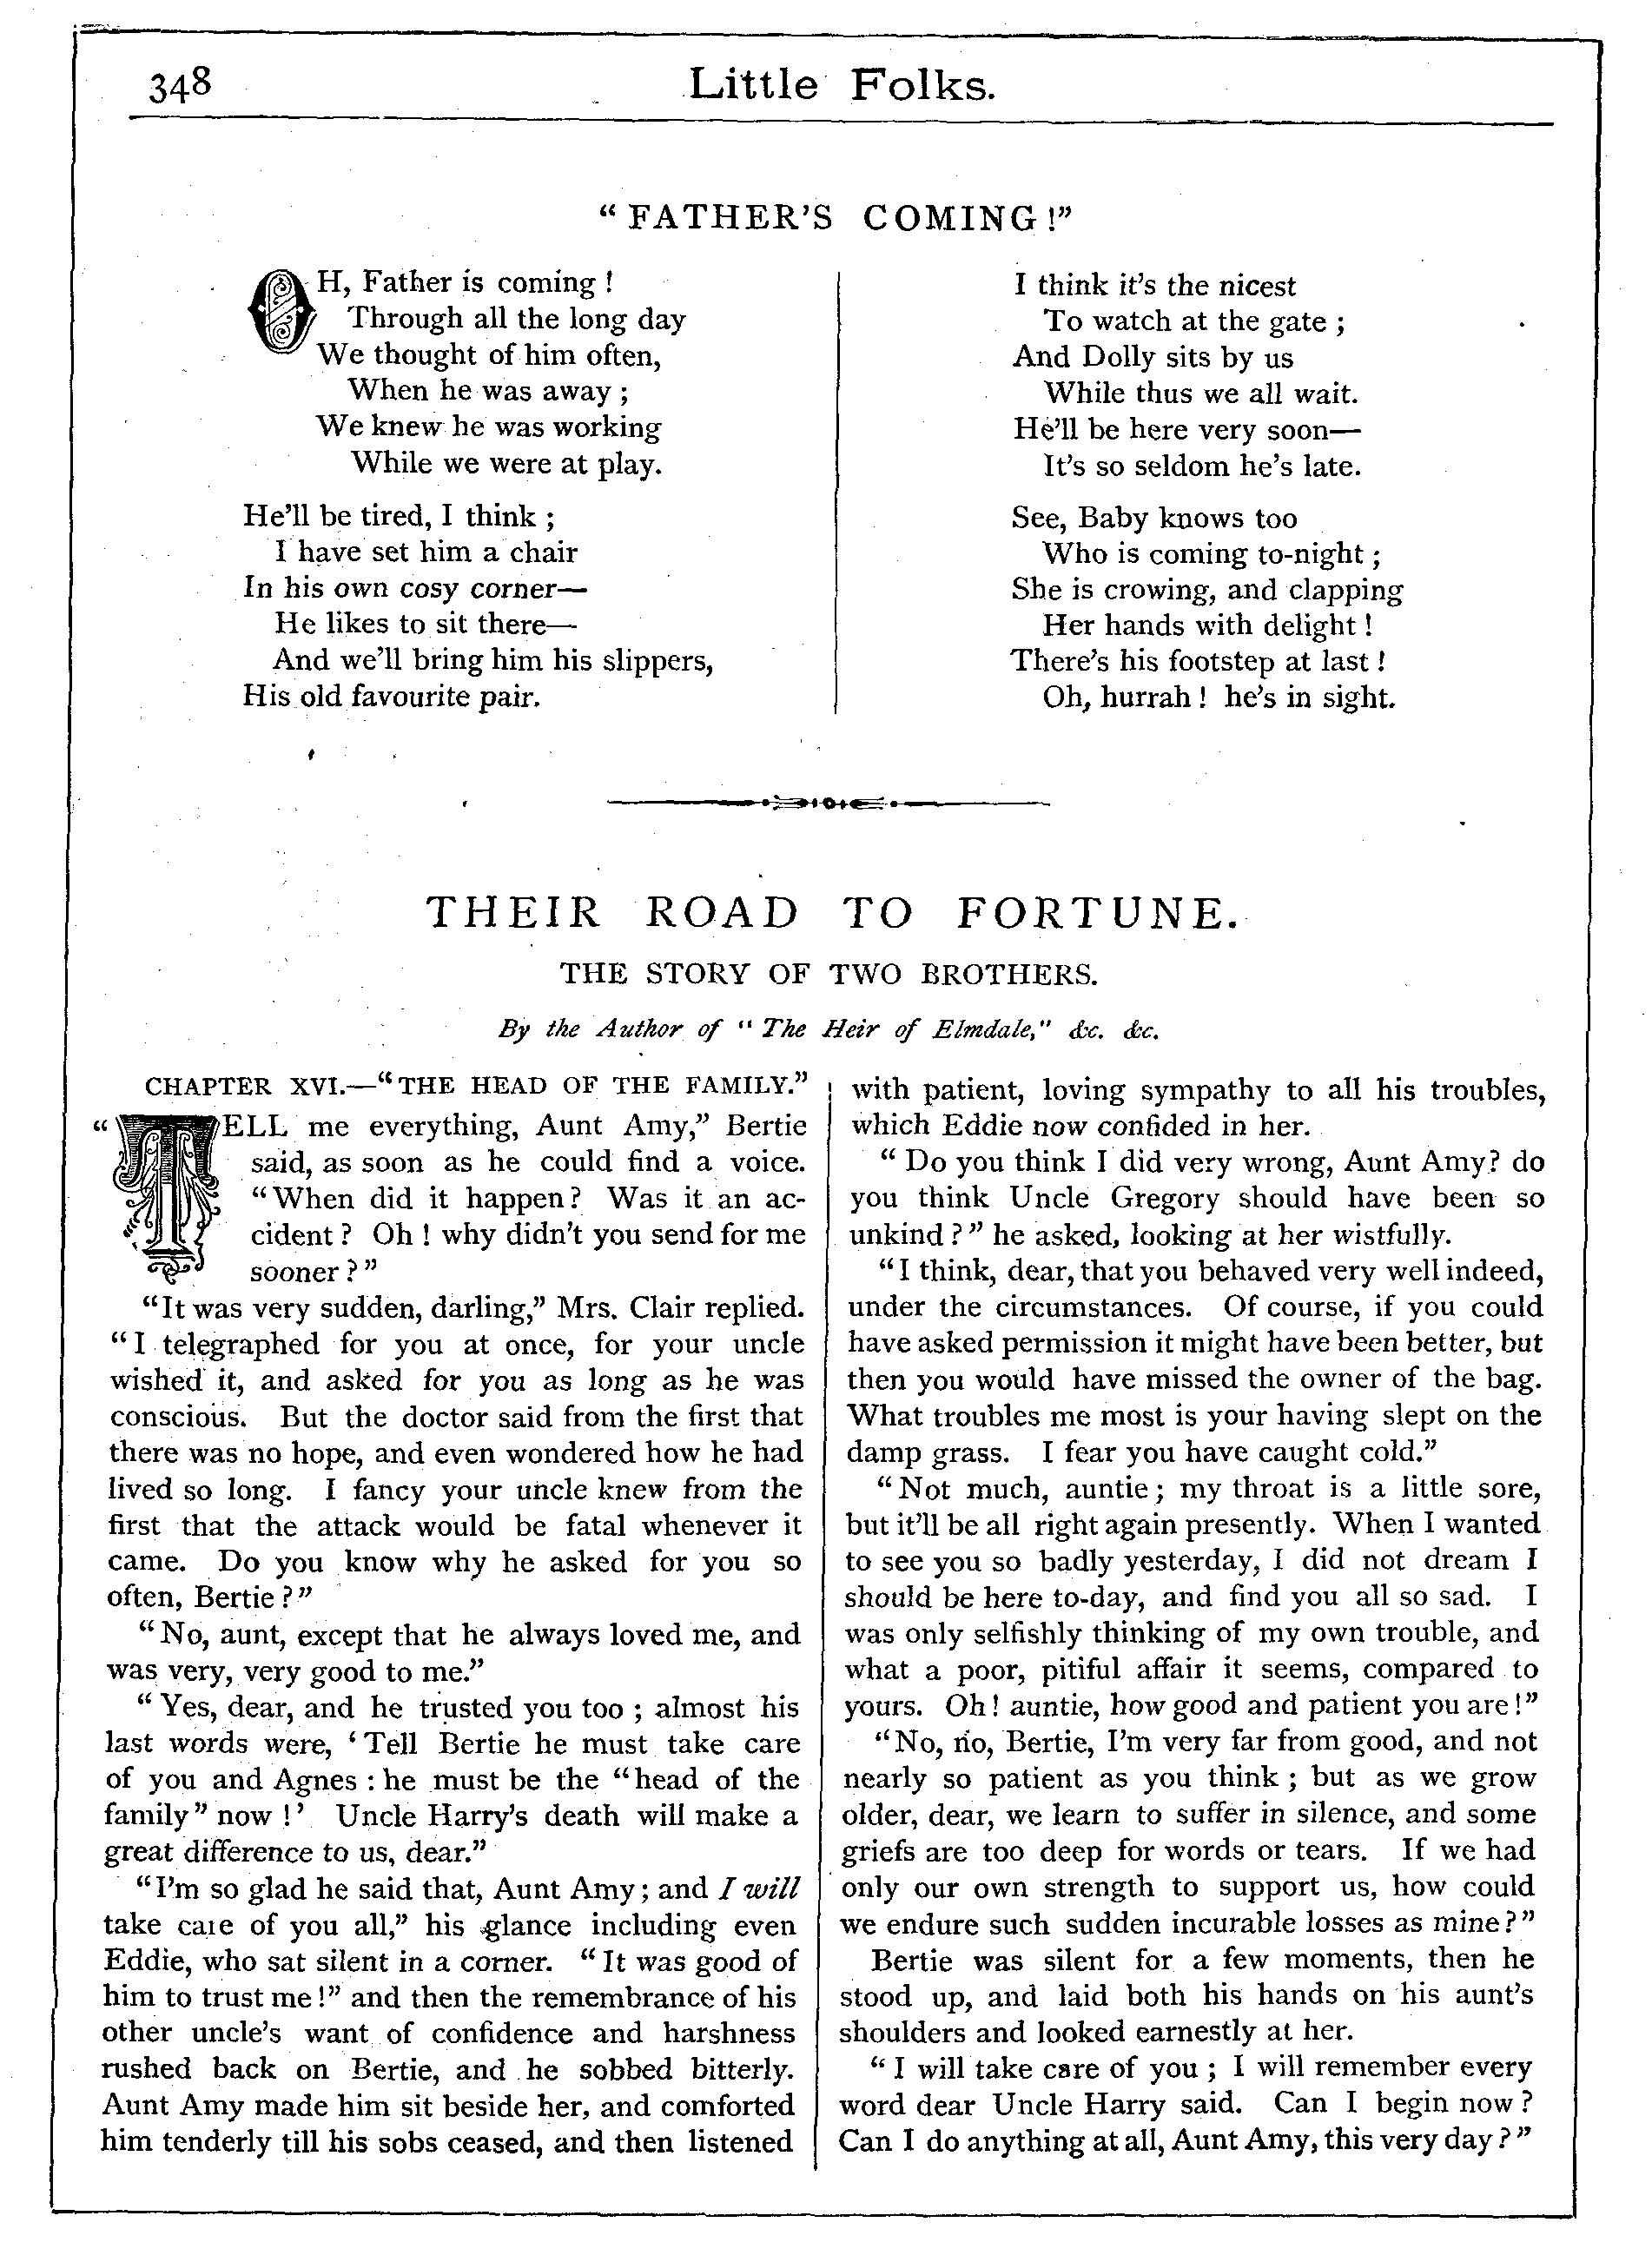 348
Little Folks.
"FATHER'S COMING!"
OH, Father is coming!
Through all the long day
We thought of him often,
When he was away;
We knew he was working
While we were at play.
He'll be tired, I think;
I have set him a chair
In his own cosy corner—
He likes to sit there—
And we'll bring him his slippers,
His old favourite pair.
I think it's the nicest
To watch at the gate;
And Dolly sits by us
While thus we all wait.
He'll be here very soon—
It's so seldom he's late.
See, Baby knows too
Who is coming to-night;
She is crowing, and clapping
Her hands with delight!
There's his footstep at last!
Oh, hurrah! he's in sight.
THEIR ROAD TO FORTUNE.
THE STORY OF TWO BROTHERS.
By the Author of "The Heir of Elmdale," &c. &c.
CHAPTER XVI.—"THE HEAD OF THE FAMILY."
"TELL me everything, Aunt Amy," Bertie
said, as soon as he could find a voice.
"When did it happen? Was it an ac-
cident? Oh! why didn't you send for me
sooner?"
"It was very sudden, darling," Mrs. Clair replied.
"I telegraphed for you at once, for your uncle
wished it, and asked for you as long as he was
conscious. But the doctor said from the first that
there was no hope, and even wondered how he had
lived so long. I fancy your uncle knew from the
first that the attack would be fatal whenever it
came. Do you know why he asked for you so
often, Bertie?"
"No, aunt, except that he always loved me, and
was very, very good to me."
"Yes, dear, and he trusted you too; almost his
last words were, 'Tell Bertie he must take care
of you and Agnes: he must be the "head of the
family" now!' Uncle Harry's death will make a
great difference to us, dear."
"I'm so glad he said that, Aunt Amy; and I will
take care of you all," his glance including even
Eddie, who sat silent in a corner. "It was good of
him to trust me!" and then the remembrance of his
other uncle's want of confidence and harshness
rushed back on Bertie, and he sobbed bitterly.
Aunt Amy made him sit beside her, and comforted
him tenderly till his sobs ceased, and then listened
with patient, loving sympathy to all his troubles,
which Eddie now confided in her.
"Do you think I did very wrong, Aunt Amy? do
you think Uncle Gregory should have been so
unkind?" he asked, looking at her wistfully.
"I think, dear, that you behaved very well indeed,
under the circumstances. Of course, if you could
have asked permission it might have been better, but
then you would have missed the owner of the bag.
What troubles me most is your having slept on the
damp grass. I fear you have caught cold."
"Not much, auntie; my throat is a little sore,
but it'll be all right again presently. When I wanted
to see you so badly yesterday, I did not dream I
should be here to-day, and find you all so sad. I
was only selfishly thinking of my own trouble, and
what a poor, pitiful affair it seems, compared to
yours. Oh! auntie, how good and patient you are!"
"No, no, Bertie, I'm very far from good, and not
nearly so patient as you think; but as we grow
older, dear, we learn to suffer in silence, and some
griefs are too deep for words or tears. If we had
only our own strength to support us, how could
we endure such sudden incurable losses as mine?"
Bertie was silent for a few moments, then he
stood up, and laid both his hands on his aunt's
shoulders and looked earnestly at her.
"I will take care of you; I will remember every
word dear Uncle Harry said. Can I begin now?
Can I do anything at all, Aunt Amy, this very day?"